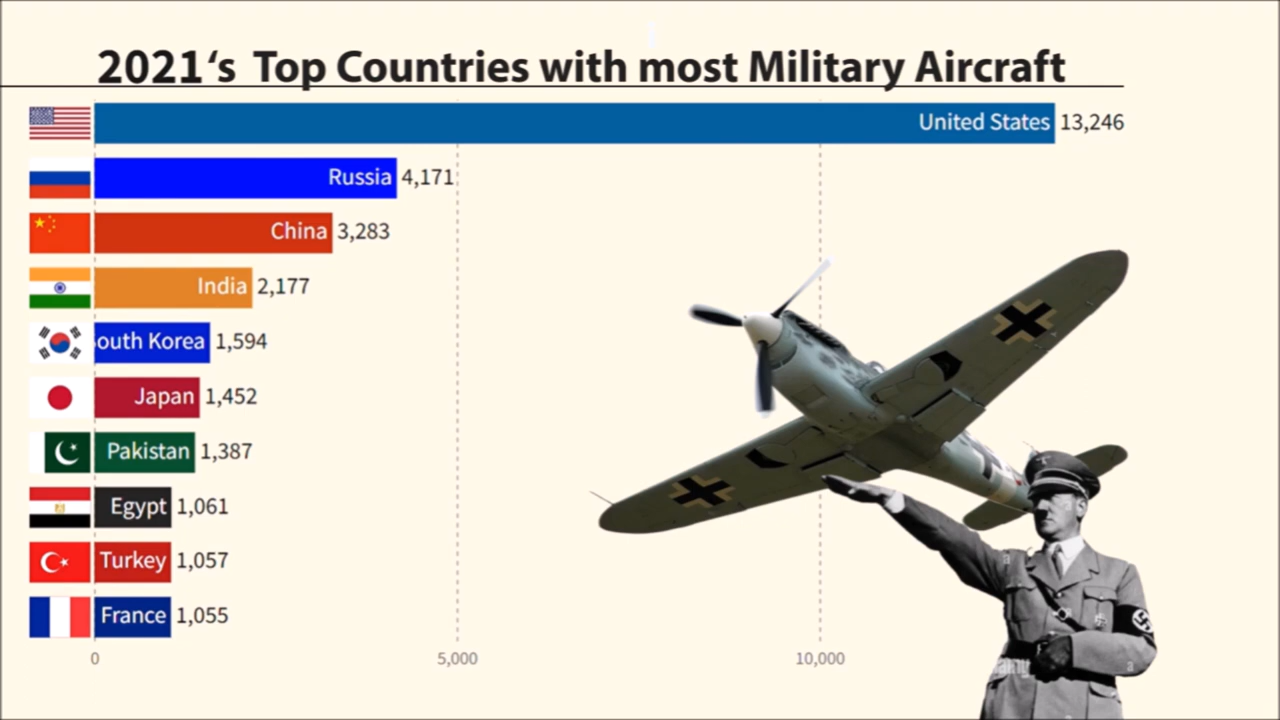 2021‘s Top Countries with most Military Aircraft
United States 13,246
Russia 4,171
China 3,283
India 2,177
outh Korea 1,594
Japan 1,452
Pakistan 1,387
Egypt 1,061
Turkey 1,057
France 1,055
0 5,000 10,000